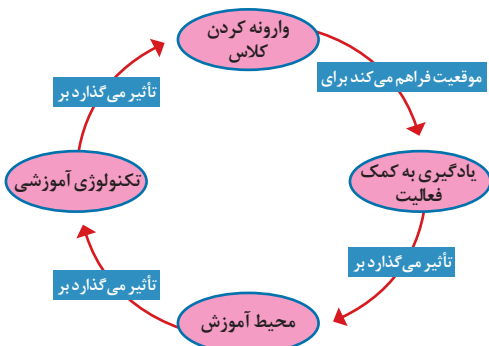 وارونه کردن
کلاس
موقعیت فراهم می‌کند برای
یادگیری به کمک
فعالیت
تأثیر می‌گذارد بر
محیط آموزش
تأثیر می‌گذارد بر
تکنولوژی آموزشی
تأثیر می‌گذارد بر